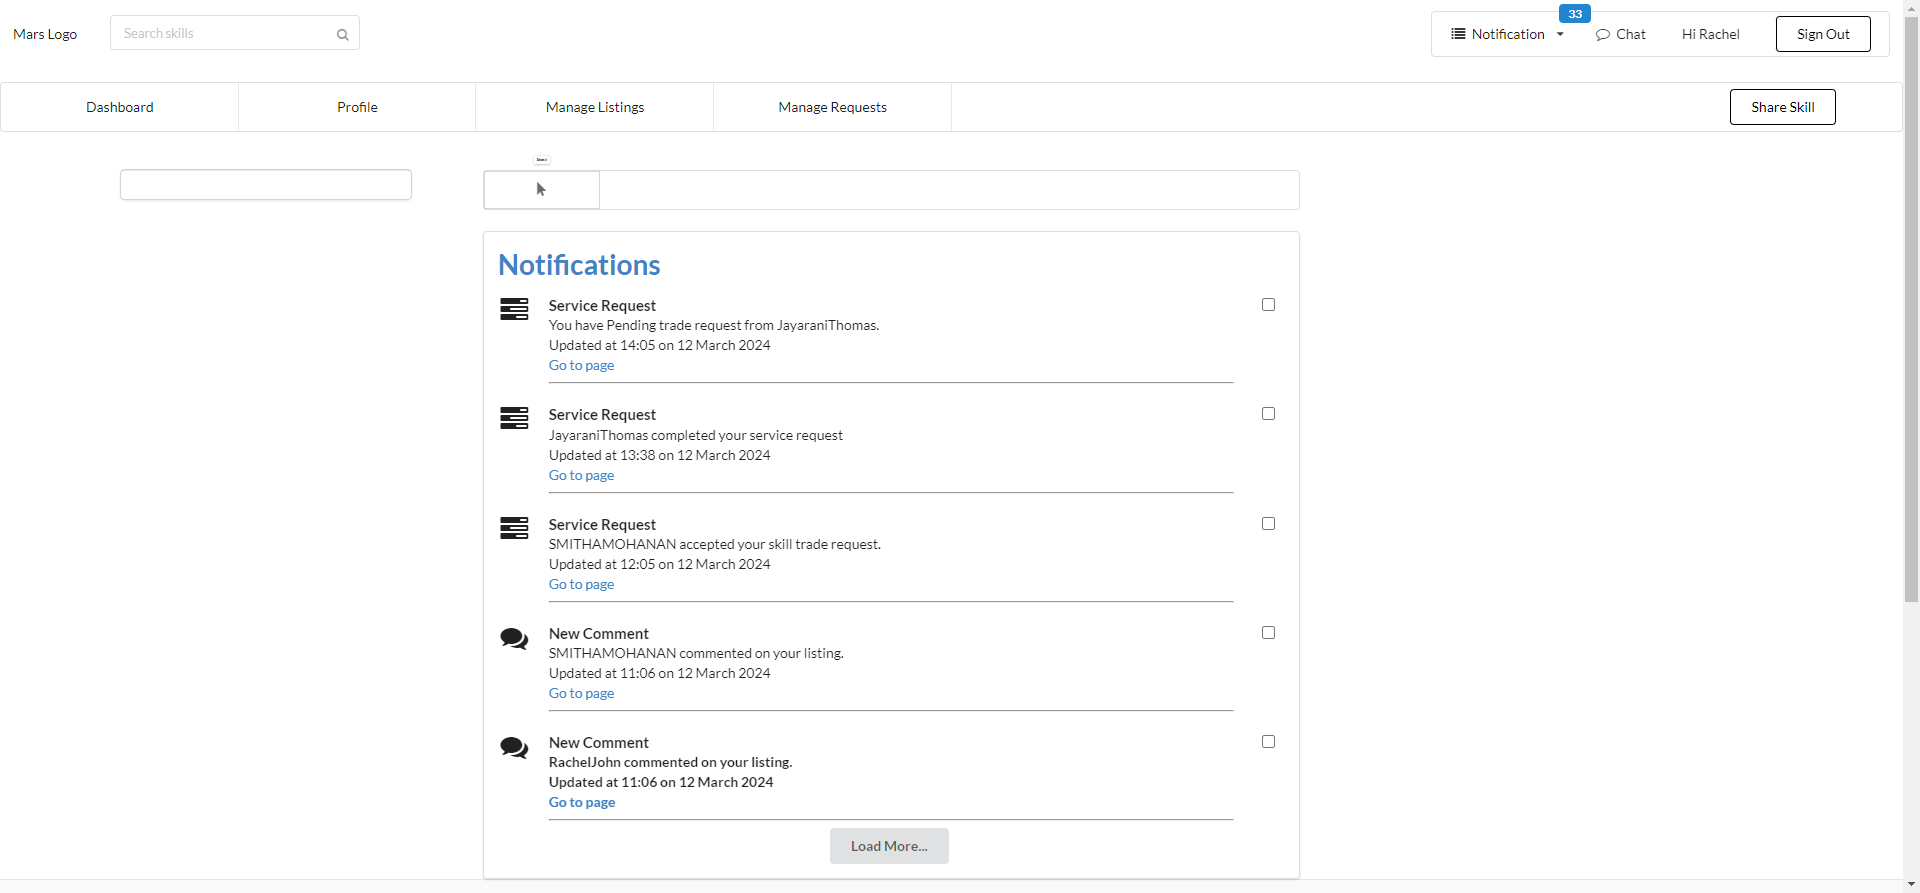 Mars Logo
Search skills
33
Notification
Chat
Hi Rachel
Sign Out
Dashboard
Profile
Manage Listings
Manage Requests
Share Skill
Notifications
Service Request
You have Pending trade request from JayaraniThomas.
Updated at 14:05 on 12 March 2024
Go to page
Service Request
JayaraniThomas completed your service request
Updated at 13:38 on 12 March 2024
Go to page
Service Request
SMITHAMOHANAN accepted your skill trade request.
Updated at 12:05 on 12 March 2024
Go to page
New Comment
SMITHAMOHANAN commented on your listing.
Updated at 11:06 on 12 March 2024
Go to page
New Comment
RachelJohn commented on your listing.
Updated at 11:06 on 12 March 2024
Go to page
Load More...